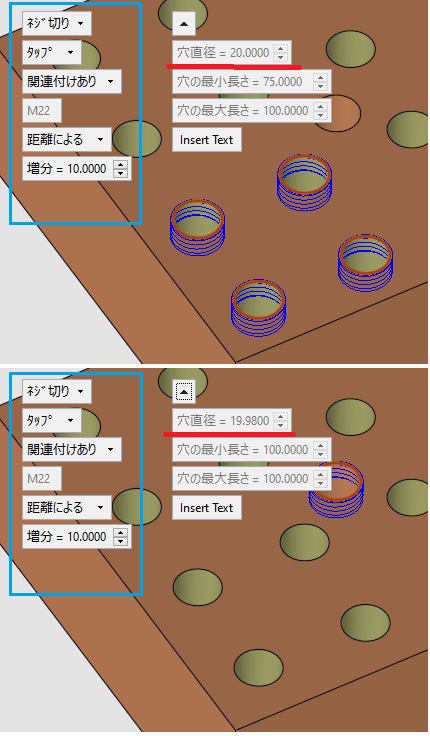 ﾈｼﾞ切り
ﾀｯﾌﾟ
関連付けあり
M22
距離による
増分 = 10.0000
穴直径 = 20.0000
穴の最小長さ = 75.0000
穴の最大長さ = 100.0000
Insert Text
ﾈｼﾞ切り
ﾀｯﾌﾟ
関連付けあり
M22
距離による
増分 = 10.0000
穴直径 = 19.9800
穴の最小長さ = 100.0000
穴の最大長さ = 100.0000
Insert Text